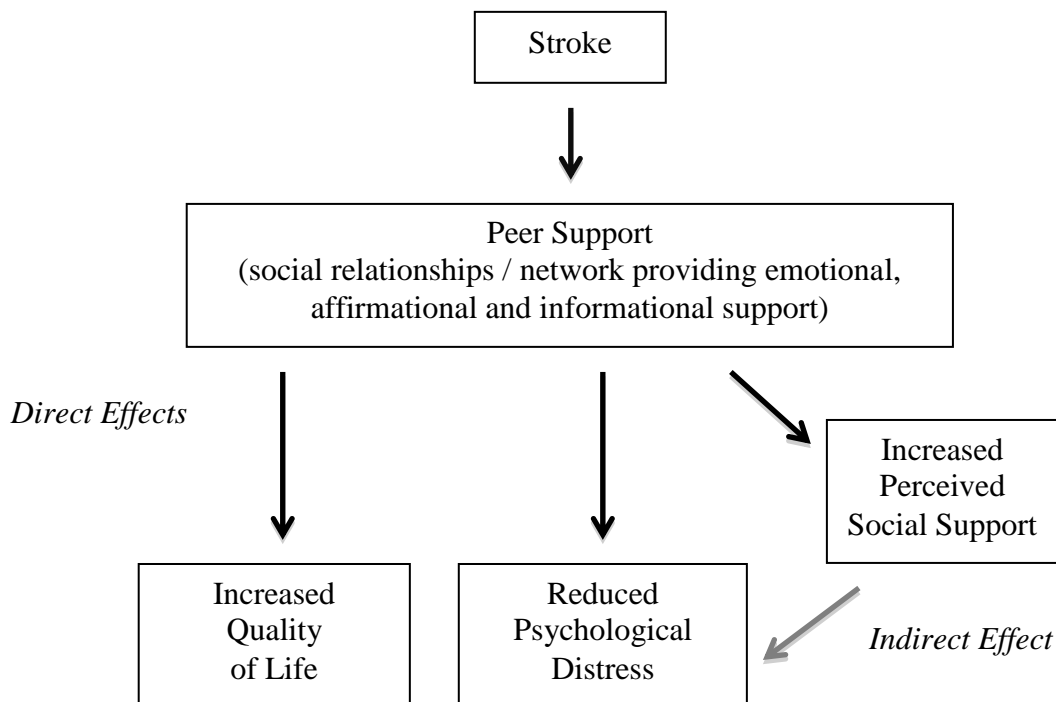 Stroke
Peer Support
(social relationships / network providing emotional,
affirmational and informational support)
Direct Effects
Increased
Perceived
Social Support
Increased
Quality
of Life
Reduced
Psychological
Distress
Indirect Effect